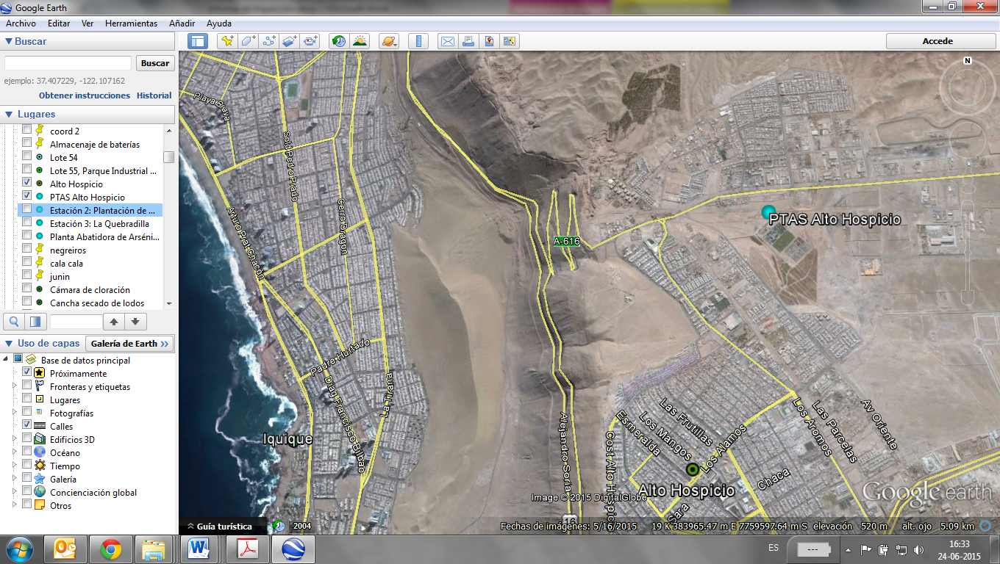 Google Earth
Archivo Editar Ver Herramientas Añadir Ayuda
Buscar
Buscar
ejemplo: 37.407229, -122.107162
Obtener instrucciones Historial
Lugares
coord 2
Almacenaje de baterías
Lote 54
Lote 55, Parque Industrial ...
Alto Hospicio
PTAS Alto Hospicio
Estación 2: Plantación de ...
Estación 3: La Quebradilla
Planta Abatidora de Arséni...
negreiros
cala cala
junin
Cámara de cloración
Cancha secado de lodos
Uso de capas Galería de Earth >>
Base de datos principal
Próximamente
Fronteras y etiquetas
Lugares
Fotografías
Calles
Edificios 3D
Océano
Tiempo
Galería
Concienciación global
Otros
Accede
N
Playa Brava
Sold Pedro Prado
Cerro Dragon
Arturo Prat Chacon
A-616
PTAS Alto Hospicio
Padre Hurtado
Diag Francisco Bilbao
La Tirana
Iquique
Alejandro Soria
Cost Alto Hospicio
Esmeralda
Los Mangos
Las Frutillas
Los Alamos
Los Aromos
Las Parcelas
Av Oriente
Chaca
Sara
Alto Hospicio
16
Image © 2015 DigitalGlobe
Google earth
Guía turística
2004
Fechas de imágenes: 5/16/2015 19 K 383965.47 m E 7759597.64 m S elevación 520 m alt. ojo 5.09 km
ES
---
16:33
24-06-2015